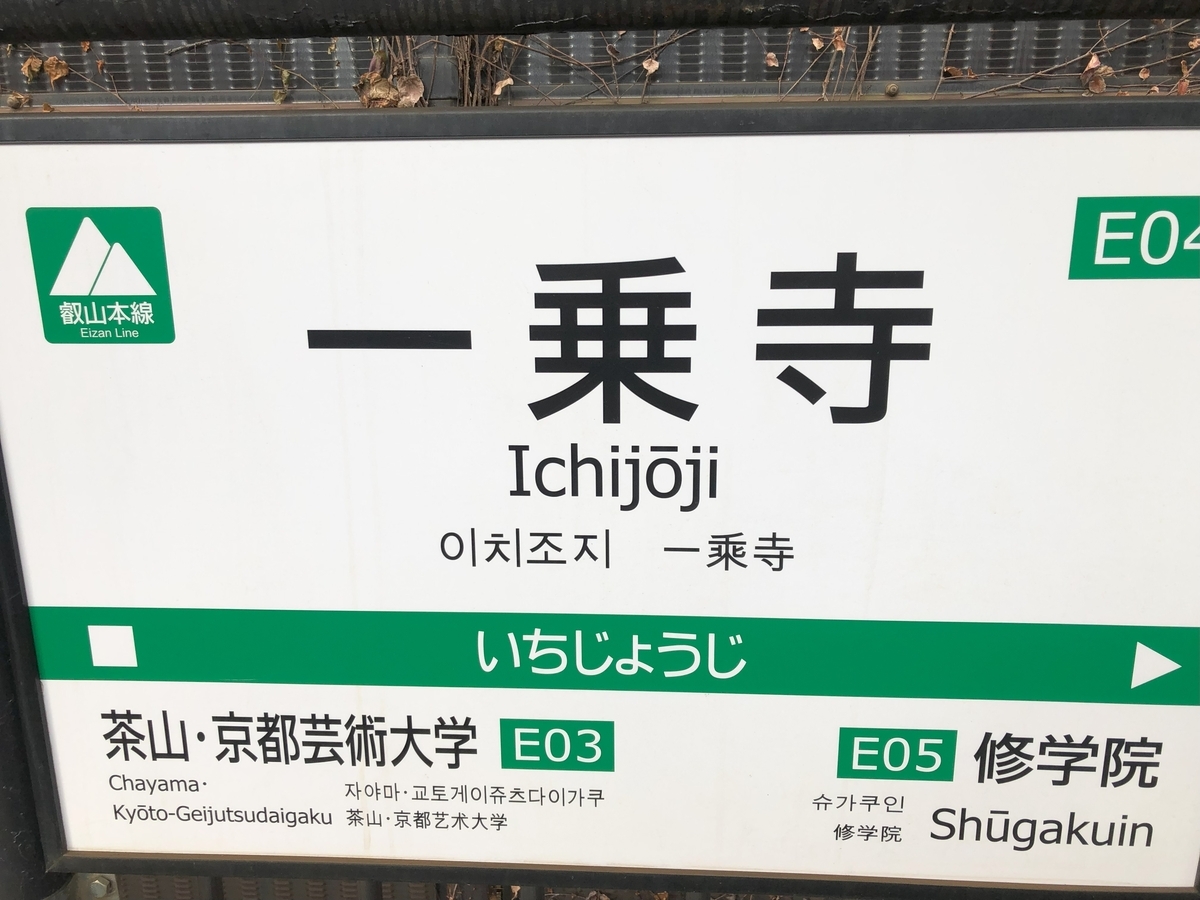 叡山本線
Eizan Line
E04
一乗寺
Ichijōji
이치조지 一乘寺
いちじょうじ
茶山・京都芸術大学 E03
Chayama・
Kyōto-Geijutsudaigaku
자야마・교토게이쥬츠다이가쿠
茶山・京都艺术大学
E05 修学院
슈가쿠인
修学院
Shūgakuin